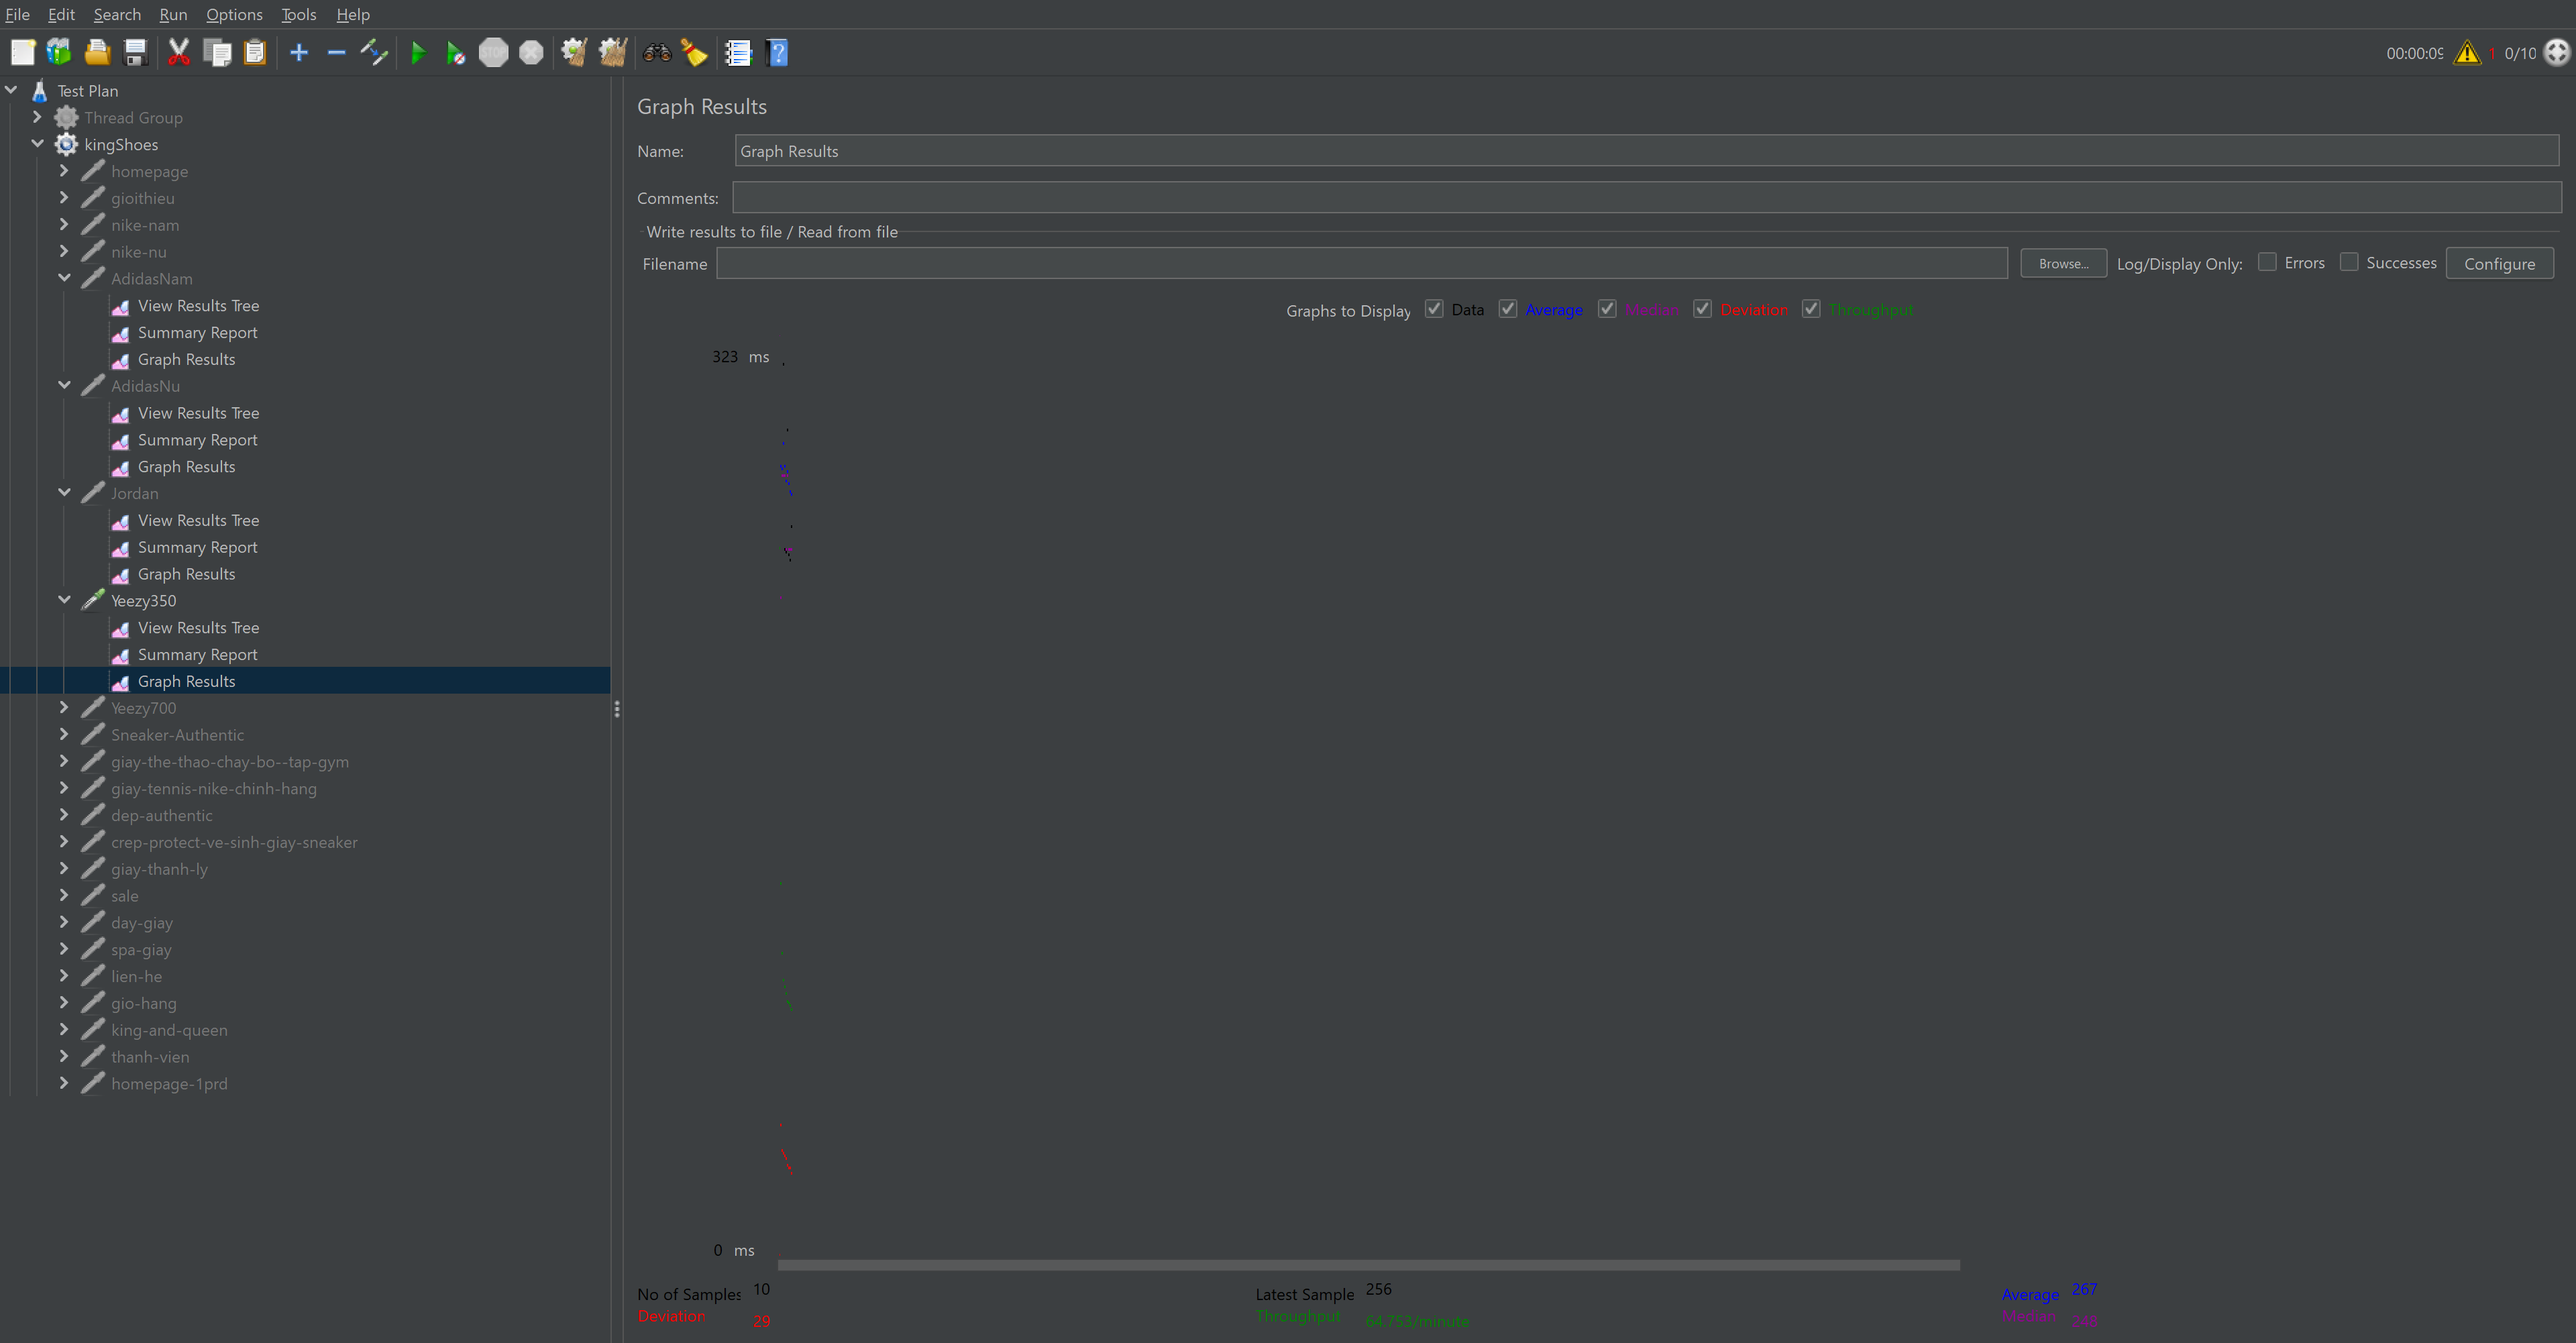 File Edit Search Run Options Tools Help
00:00:09 1 0/10
Test Plan
Thread Group
kingShoes
homepage
gioithieu
nike-nam
nike-nu
AdidasNam
View Results Tree
Summary Report
Graph Results
AdidasNu
View Results Tree
Summary Report
Graph Results
Jordan
View Results Tree
Summary Report
Graph Results
Yeezy350
View Results Tree
Summary Report
Graph Results
Yeezy700
Sneaker-Authentic
giay-the-thao-chay-bo--tap-gym
giay-tennis-nike-chinh-hang
dep-authentic
crep-protect-ve-sinh-giay-sneaker
giay-thanh-ly
sale
day-giay
spa-giay
lien-he
gio-hang
king-and-queen
thanh-vien
homepage-1prd
Graph Results
Name: Graph Results
Comments:
Write results to file / Read from file
Filename Browse... Log/Display Only: Errors Successes Configure
Graphs to Display Data Average Median Deviation Throughput
323 ms
0 ms
No of Samples 10 Latest Sample 256 Average 267
Deviation 29 Throughput 64.753/minute Median 248